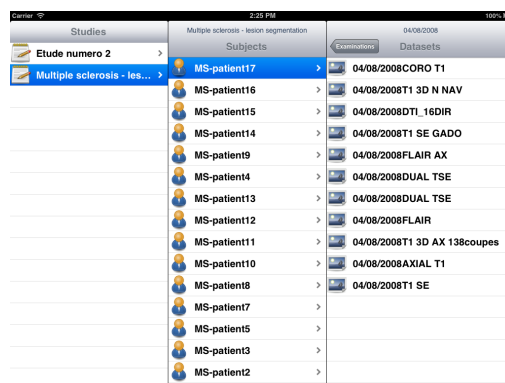 Carrier
2:25 PM
100%
Studies
Etude numero 2
Multiple sclerosis - les...
Multiple sclerosis - lesion segmentation
Subjects
MS-patient17
MS-patient16
MS-patient15
MS-patient14
MS-patient9
MS-patient4
MS-patient13
MS-patient12
MS-patient11
MS-patient10
MS-patient8
MS-patient7
MS-patient5
MS-patient3
MS-patient2
04/08/2008
Examinations
Datasets
04/08/2008CORO T1
04/08/2008T1 3D N NAV
04/08/2008DTI_16DIR
04/08/2008T1 SE GADO
04/08/2008FLAIR AX
04/08/2008DUAL TSE
04/08/2008DUAL TSE
04/08/2008FLAIR
04/08/2008T1 3D AX 138coupes
04/08/2008AXIAL T1
04/08/2008T1 SE